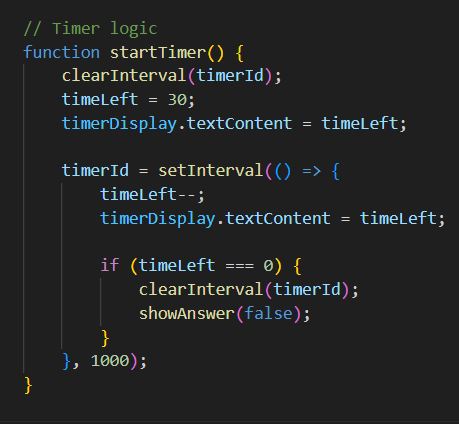 // Timer logic
function startTimer() {
    clearInterval(timerId);
    timeLeft = 30;
    timerDisplay.textContent = timeLeft;

    timerId = setInterval(() => {
        timeLeft--;
        timerDisplay.textContent = timeLeft;

        if (timeLeft === 0) {
            clearInterval(timerId);
            showAnswer(false);
        }
    }, 1000);
}